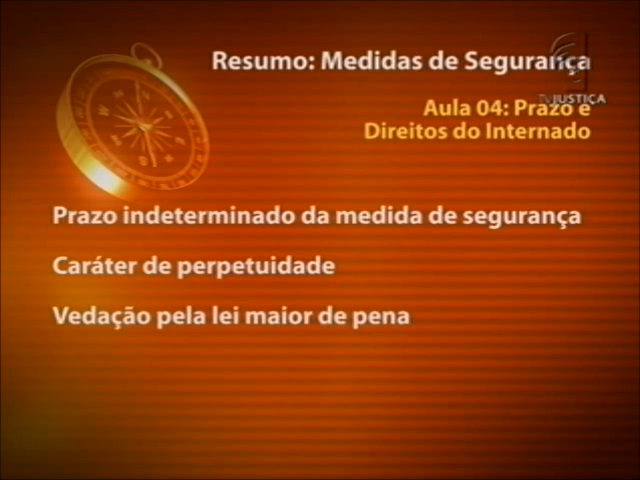 Resumo: Medidas de Segurança
TV JUSTIÇA
Aula 04: Prazo e
Direitos do Internado
Prazo indeterminado da medida de segurança
Caráter de perpetuidade
Vedação pela lei maior de pena